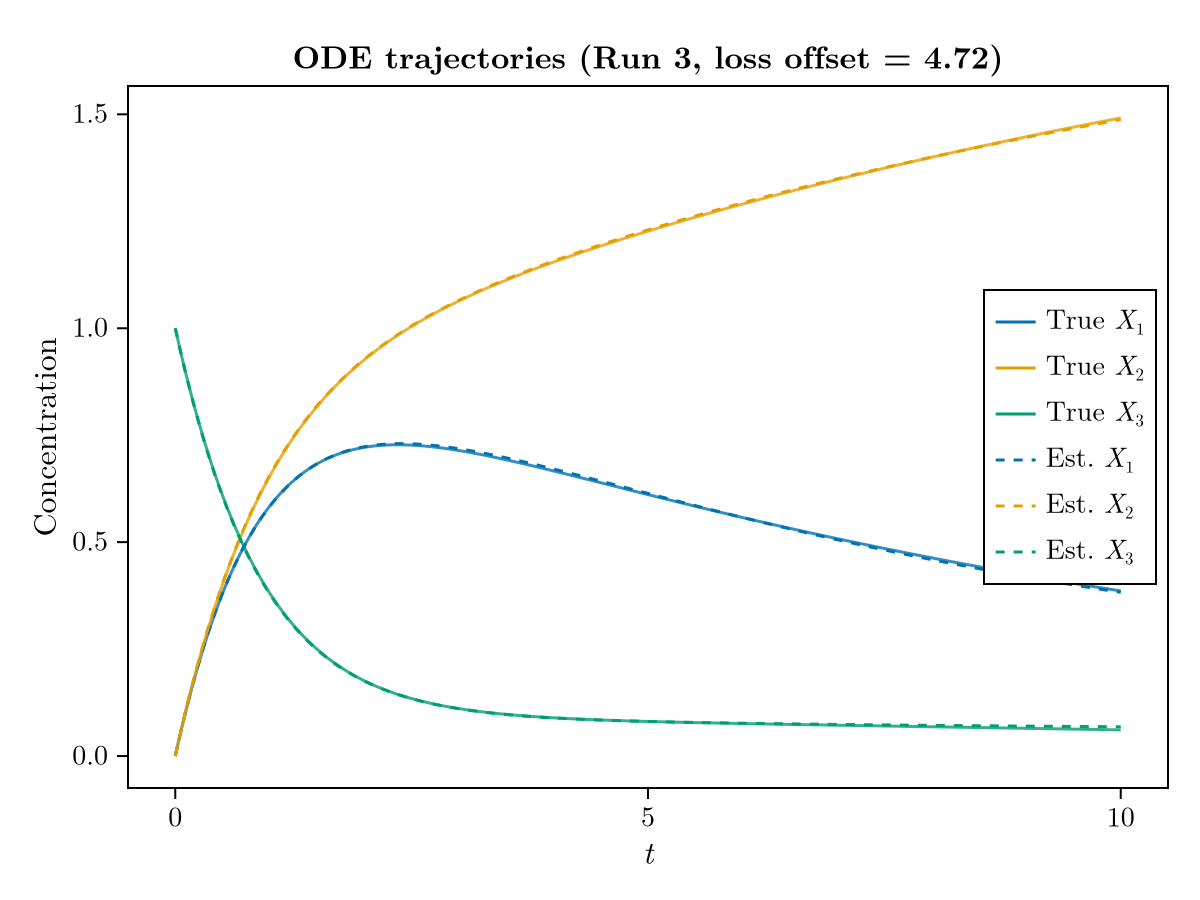 ODE trajectories (Run 3, loss offset = 4.72)
1.5
1.0
0.5
0.0
Concentration
True X₁
True X₂
True X₃
Est. X₁
Est. X₂
Est. X₃
0 5 10
t